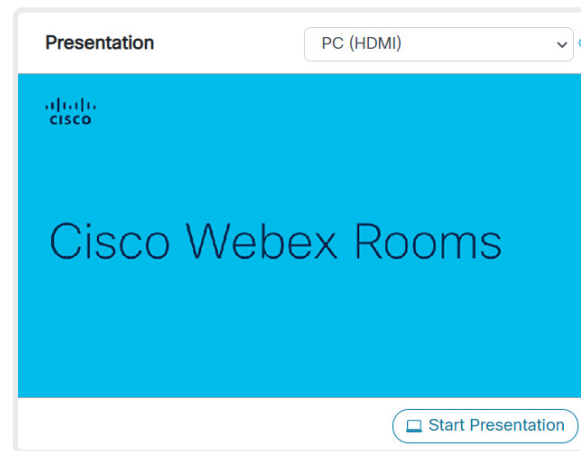 Presentation
PC (HDMI)
CISCO
Cisco Webex Rooms
Start Presentation